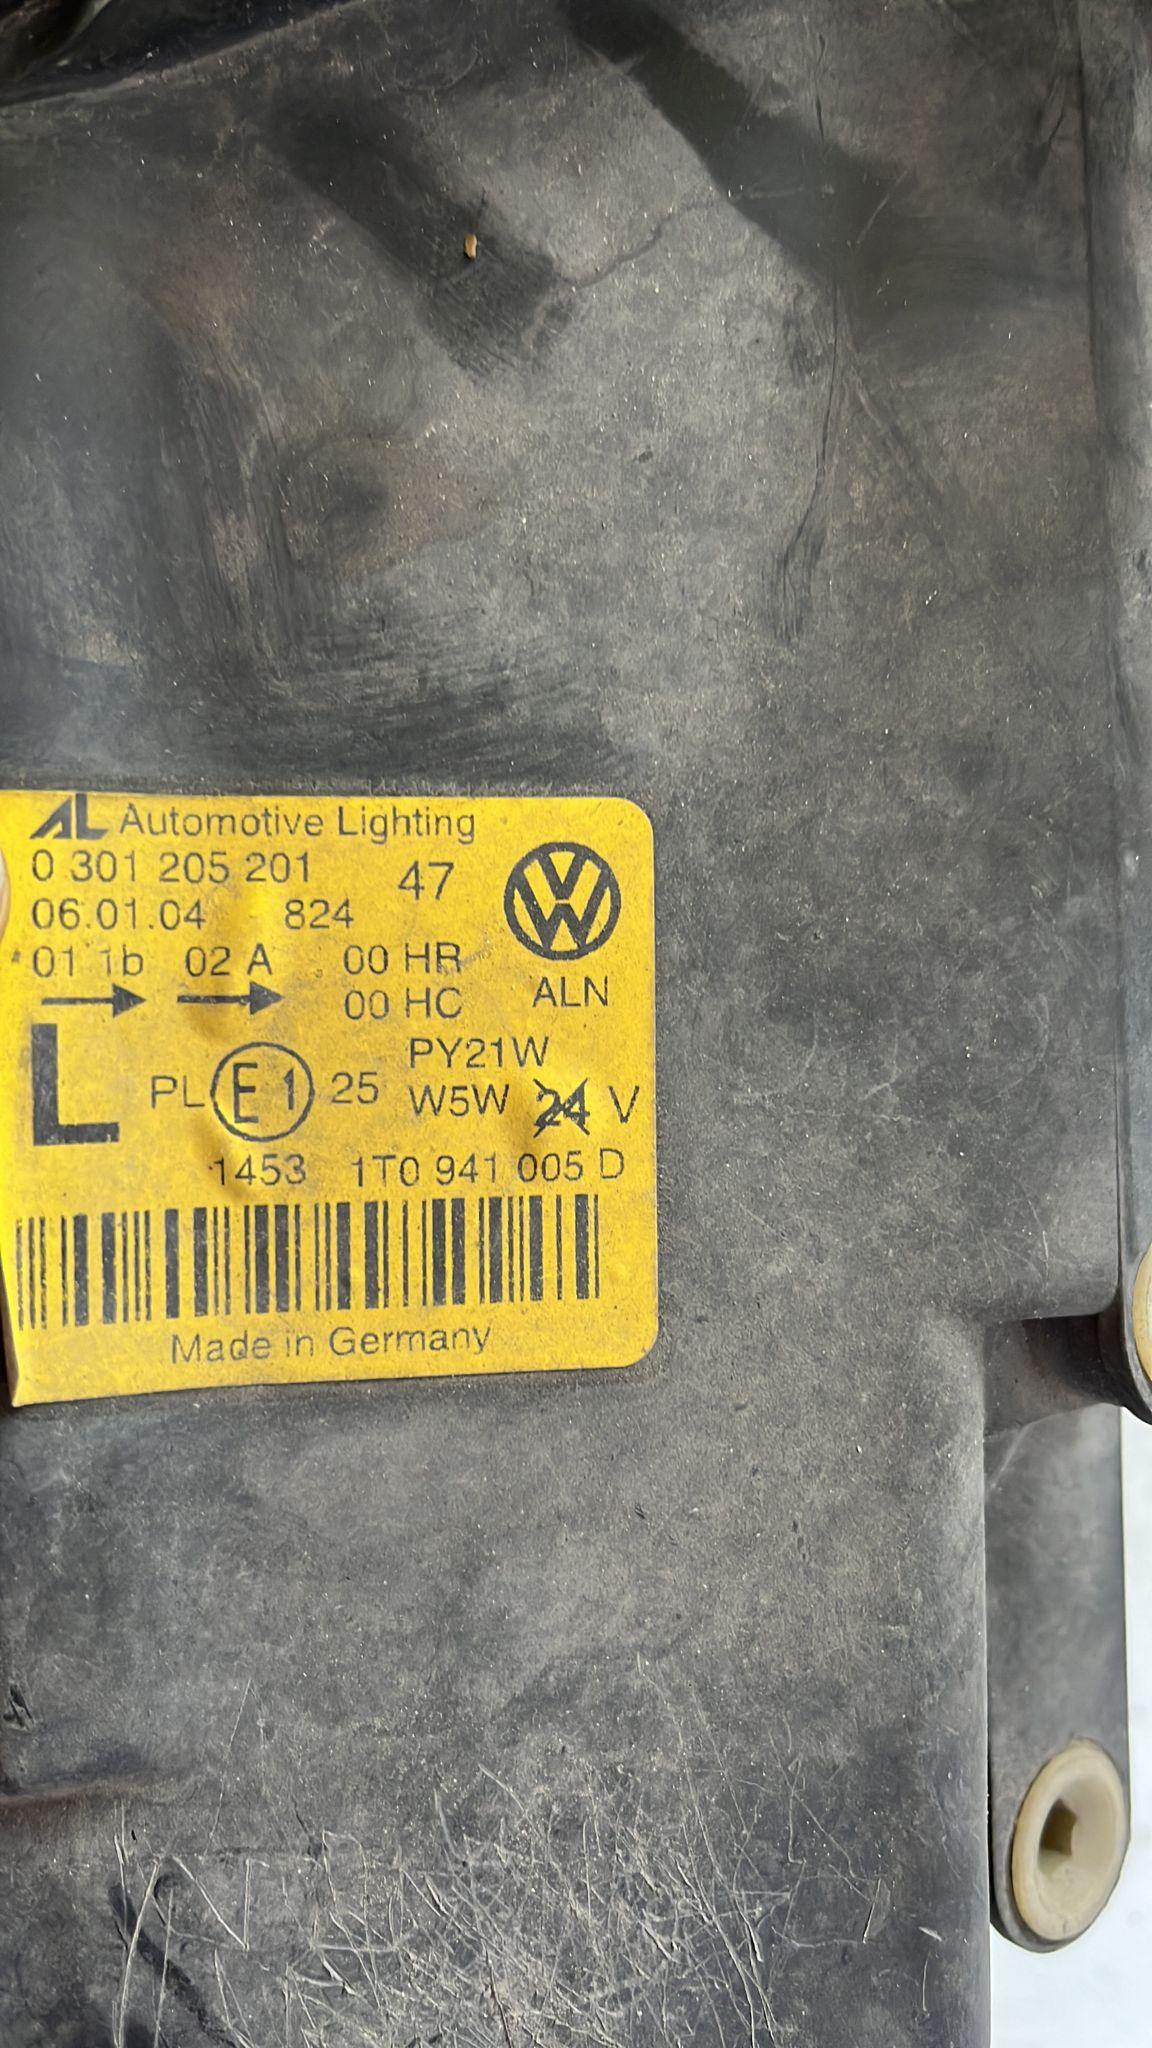 AL Automotive Lighting
0 301 205 201 47
06.01.04 824
01 1b 02 A 00 HR
00 HC ALN
L PL E1 25 PY21W
W5W 24 V
1453 1T0 941 005 D
Made in Germany